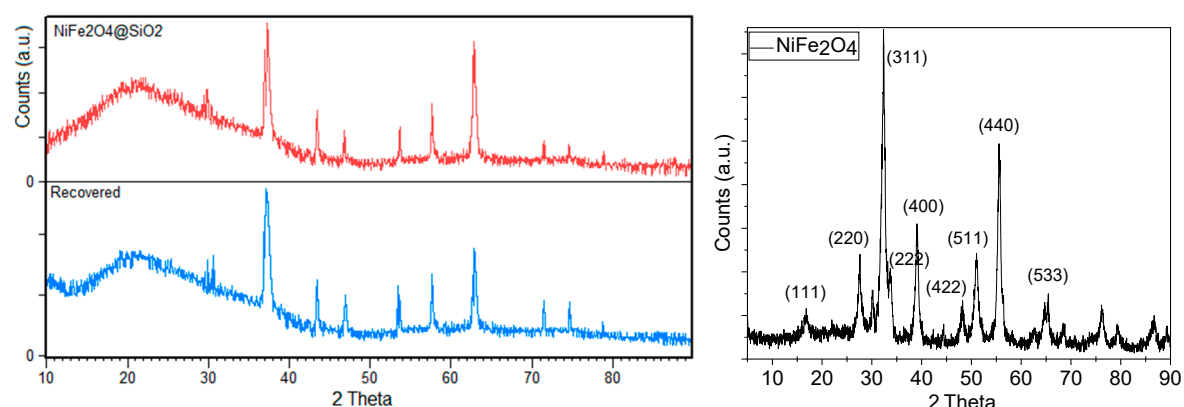 NiFe2O4@SiO2
Counts (a.u.)
0
Recovered
0
10 20 30 40 50 60 70 80
2 Theta
NiFe2O4
(311)
(440)
Counts (a.u.)
(400)
(220)
(511)
(222)
(533)
(111)
(422)
10 20 30 40 50 60 70 80 90
2 Theta